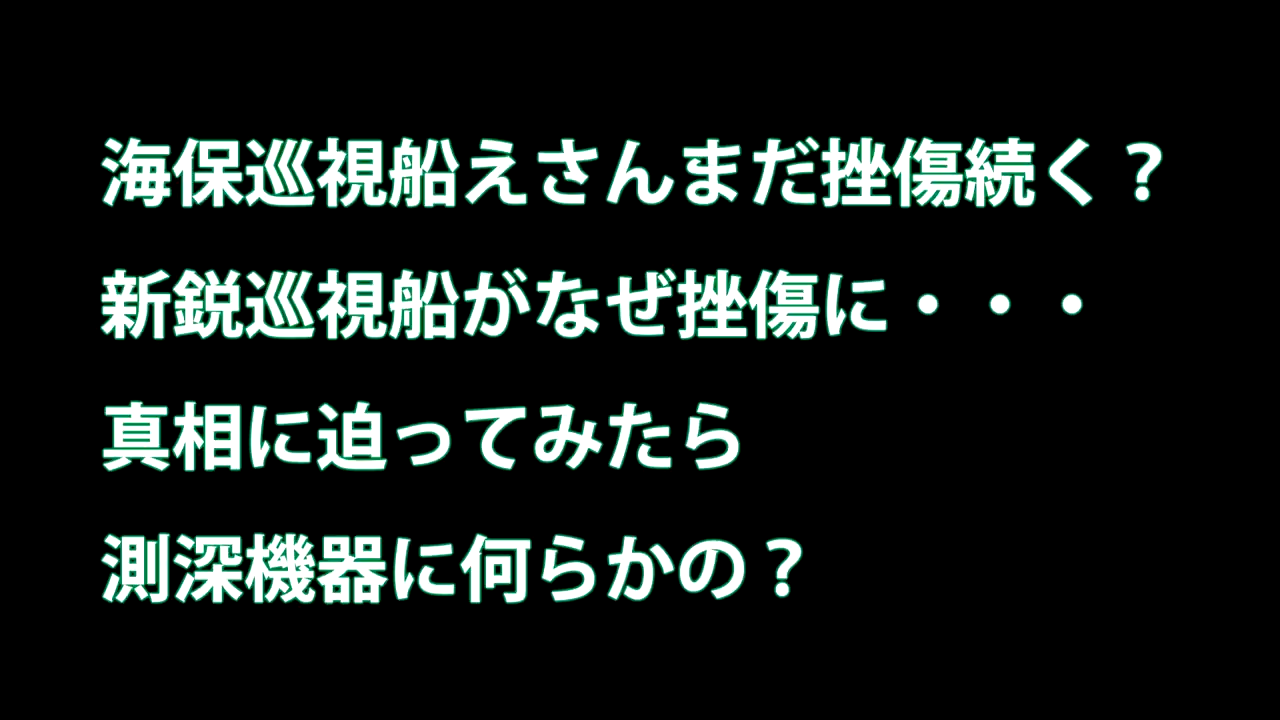 海保巡視船えさんまだ挫傷続く？
新鋭巡視船がなぜ挫傷に・・・
真相に迫ってみたら
測深機器に何らかの？